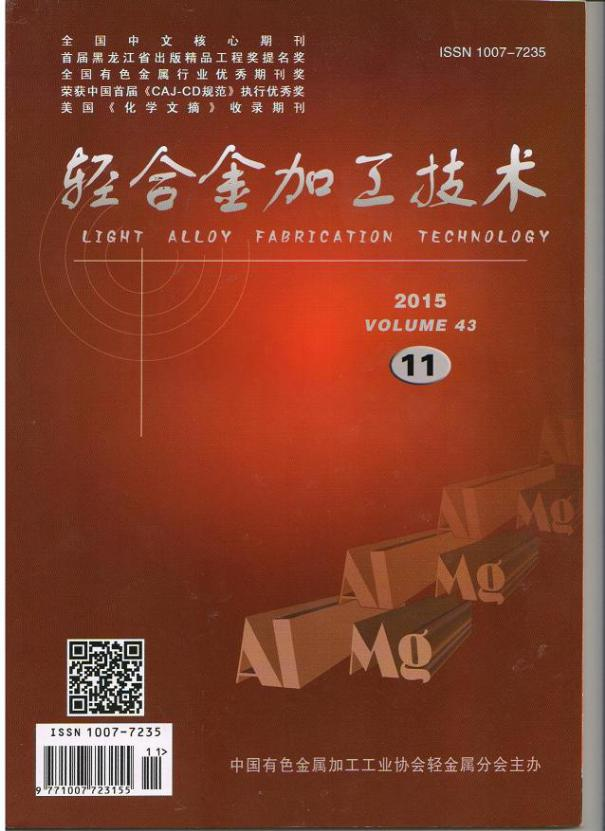 全国中文核心期刊
首届黑龙江省出版精品工程奖提名奖
全国有色金属行业优秀期刊奖
荣获中国首届《CAJ-CD规范》执行优秀奖
美国《化学文摘》收录期刊
ISSN 1007-7235
轻合金加工技术
LIGHT ALLOY FABRICATION TECHNOLOGY
2015
VOLUME 43
11
Al
Al Mg
Al Mg
Al Mg
ISSN 1007-7235
11>
9 771007 723155
中国有色金属加工工业协会轻金属分会主办